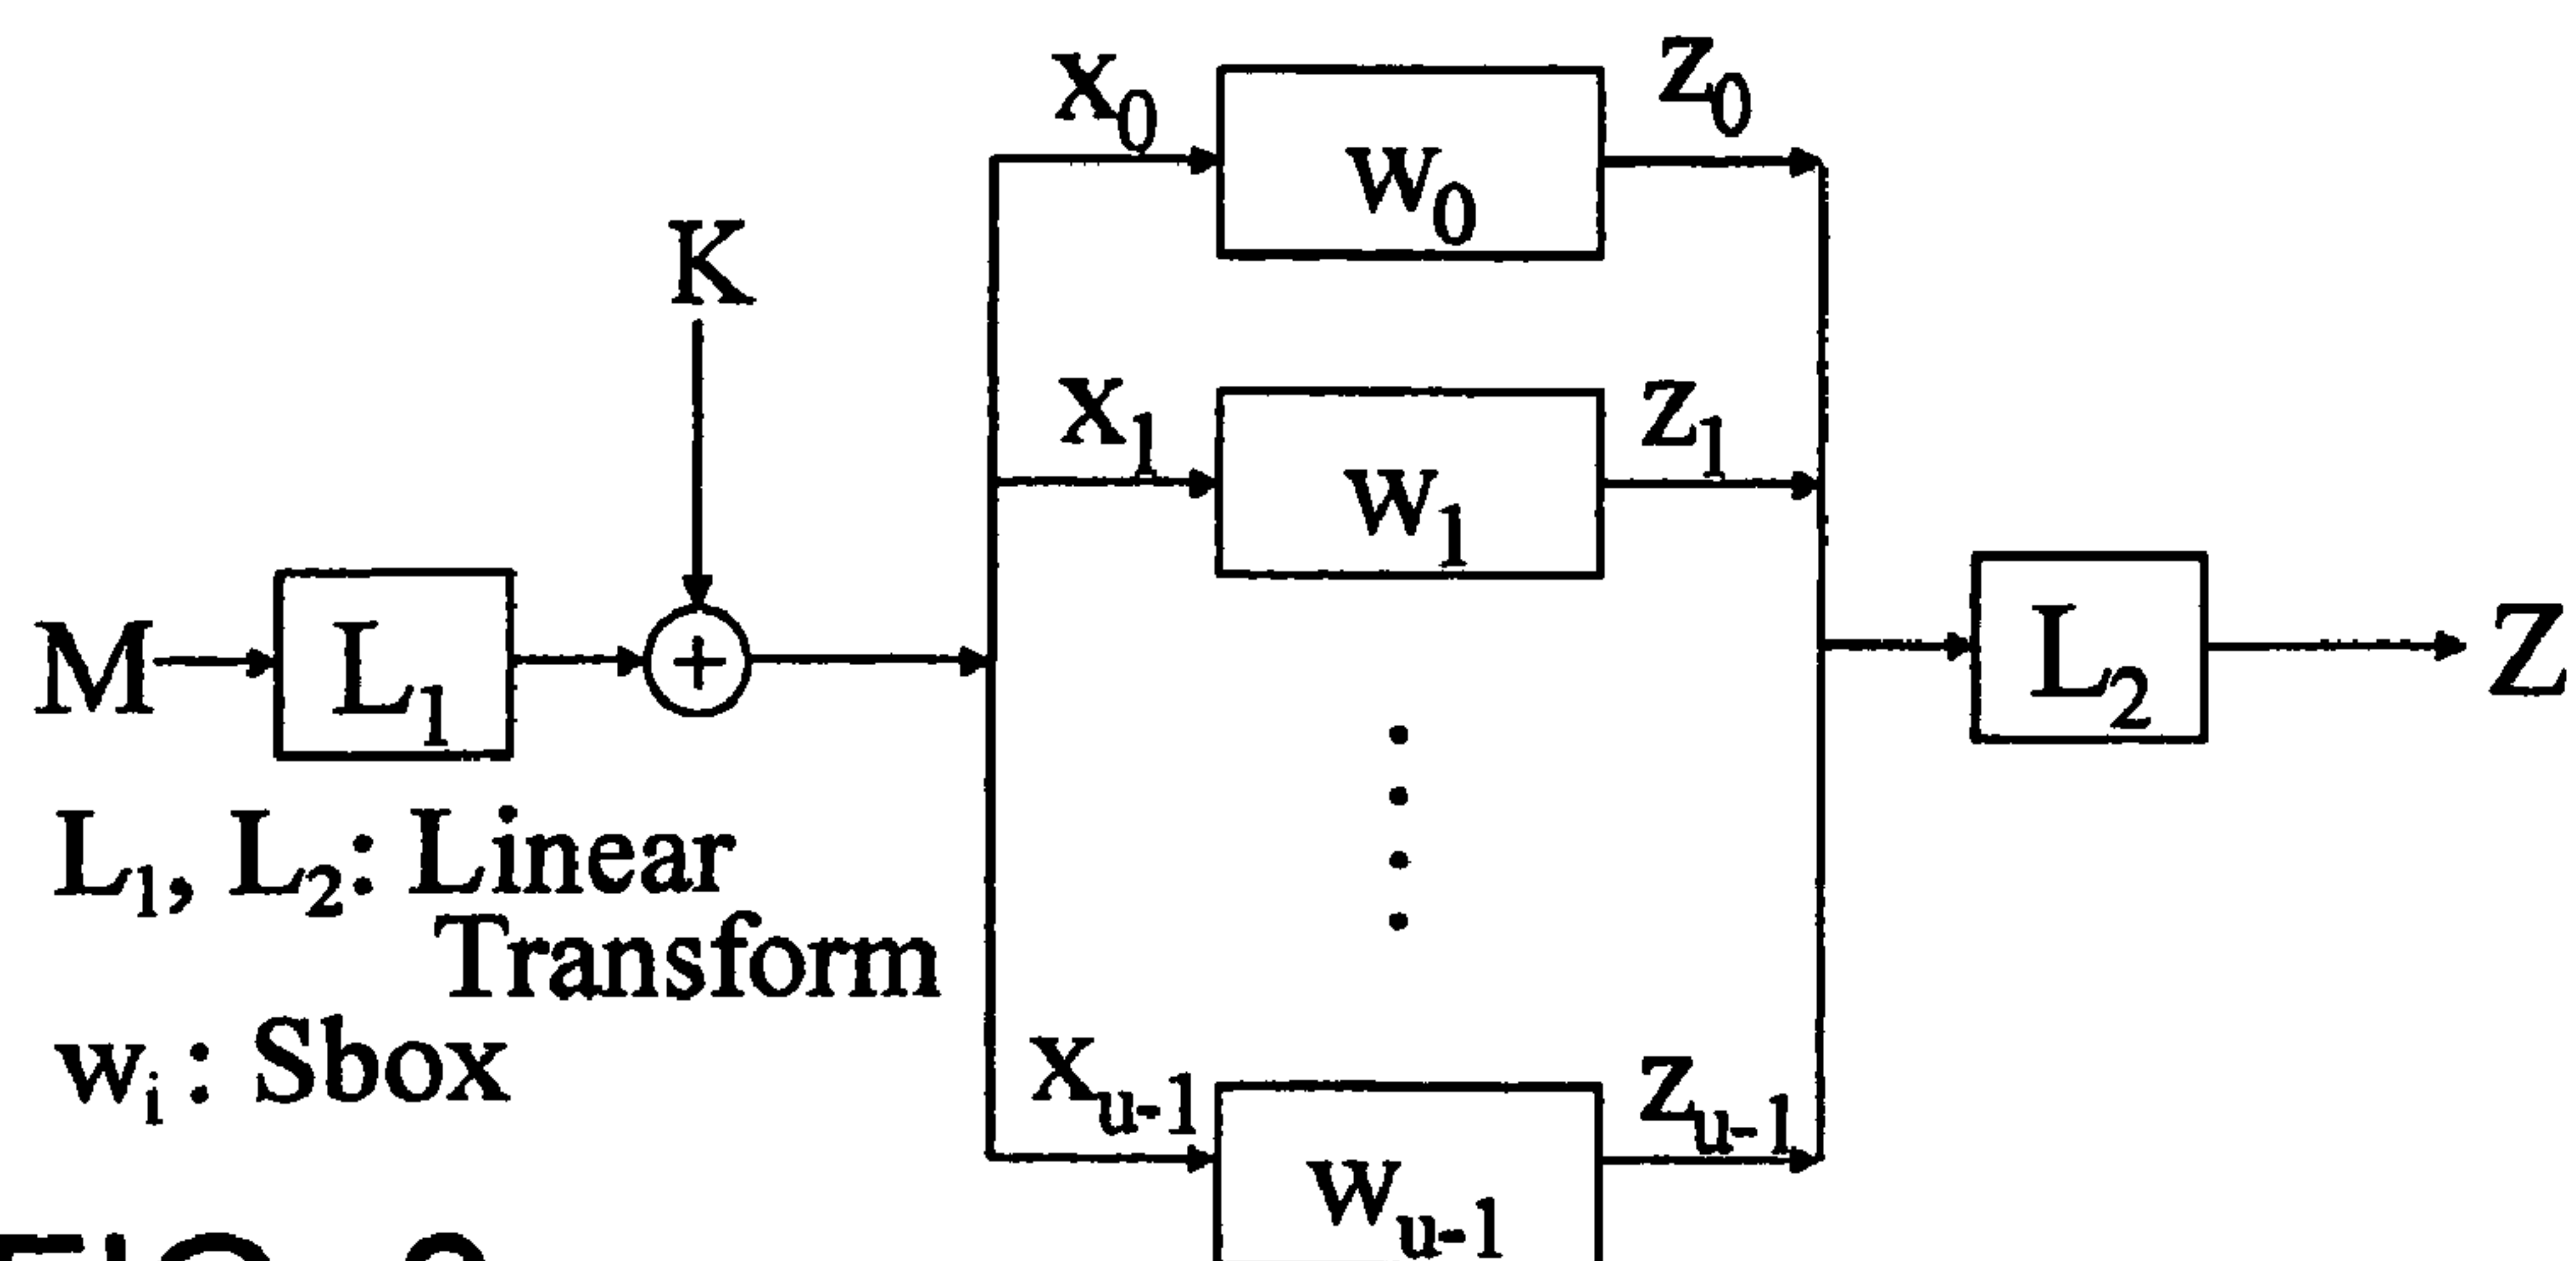 x₀
w₀
z₀
K
x₁
w₁
z₁
M
L₁
+
L₂
Z
L₁, L₂: Linear
Transform
wᵢ : Sbox
xᵤ₋₁
wᵤ₋₁
zᵤ₋₁